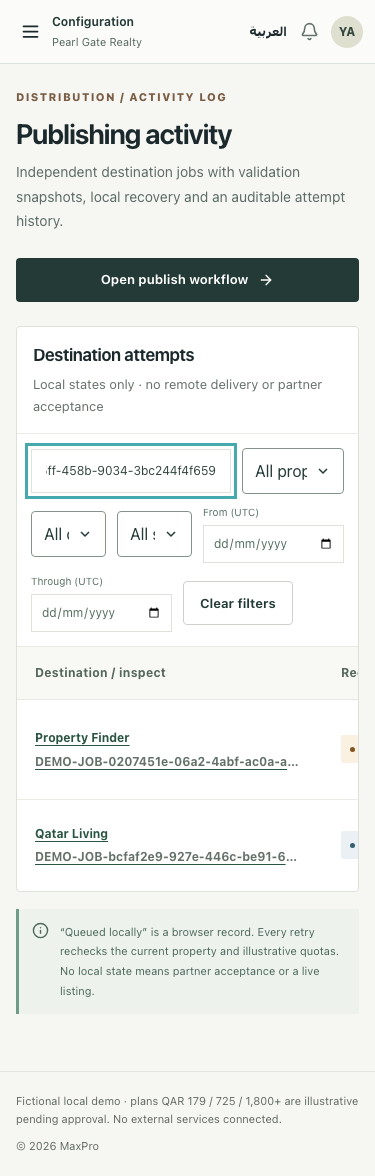 Configuration
Pearl Gate Realty
العربية
YA
DISTRIBUTION / ACTIVITY LOG
Publishing activity
Independent destination jobs with validation
snapshots, local recovery and an auditable attempt
history.
Open publish workflow →
Destination attempts
Local states only · no remote delivery or partner
acceptance
ff-458b-9034-3bc244f4f659
All prop
All
All
From (UTC)
dd/mm/yyyy
Through (UTC)
dd/mm/yyyy
Clear filters
Destination / inspect
Property Finder
DEMO-JOB-0207451e-06a2-4abf-ac0a-a...
Qatar Living
DEMO-JOB-bcfaf2e9-927e-446c-be91-6...
“Queued locally” is a browser record. Every retry
rechecks the current property and illustrative quotas.
No local state means partner acceptance or a live
listing.
Fictional local demo · plans QAR 179 / 725 / 1,800+ are illustrative
pending approval. No external services connected.
© 2026 MaxPro